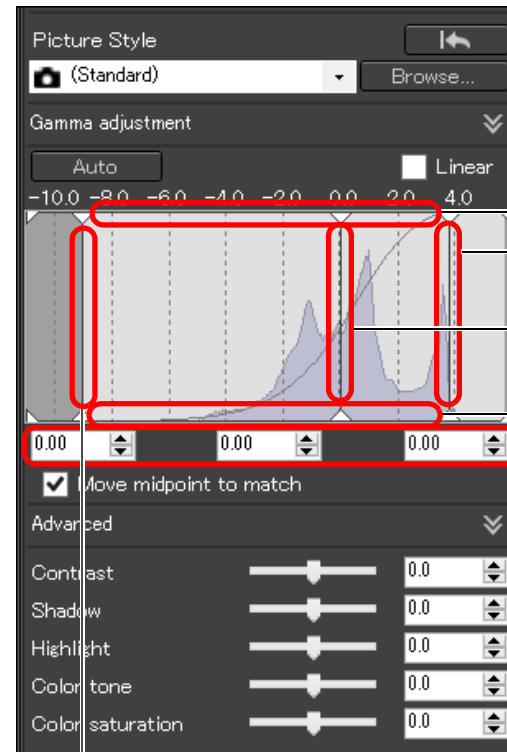 Picture Style
(Standard) Browse...
Gamma adjustment
Auto Linear
-10.0 -8.0 -6.0 -4.0 -2.0 0.0 2.0 4.0
0.00 0.00 0.00
Move midpoint to match
Advanced
Contrast 0.0
Shadow 0.0
Highlight 0.0
Color tone 0.0
Color saturation 0.0